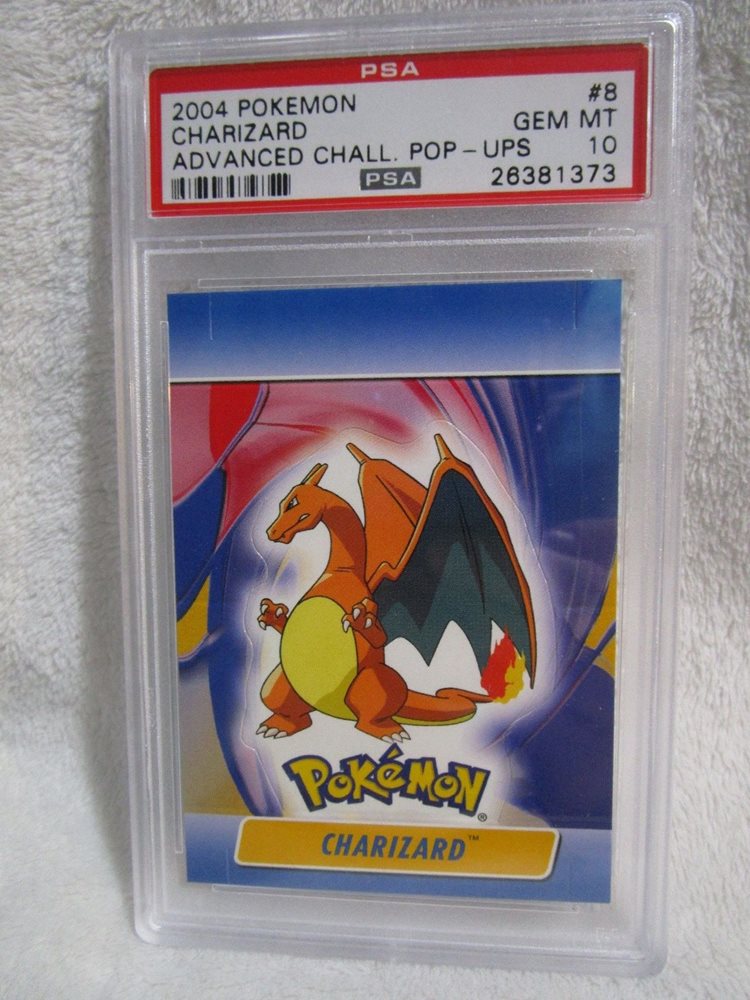 PSA
2004 POKEMON #8
CHARIZARD GEM MT
ADVANCED CHALL. POP-UPS 10
PSA 26381373
POKéMON®
CHARIZARD™